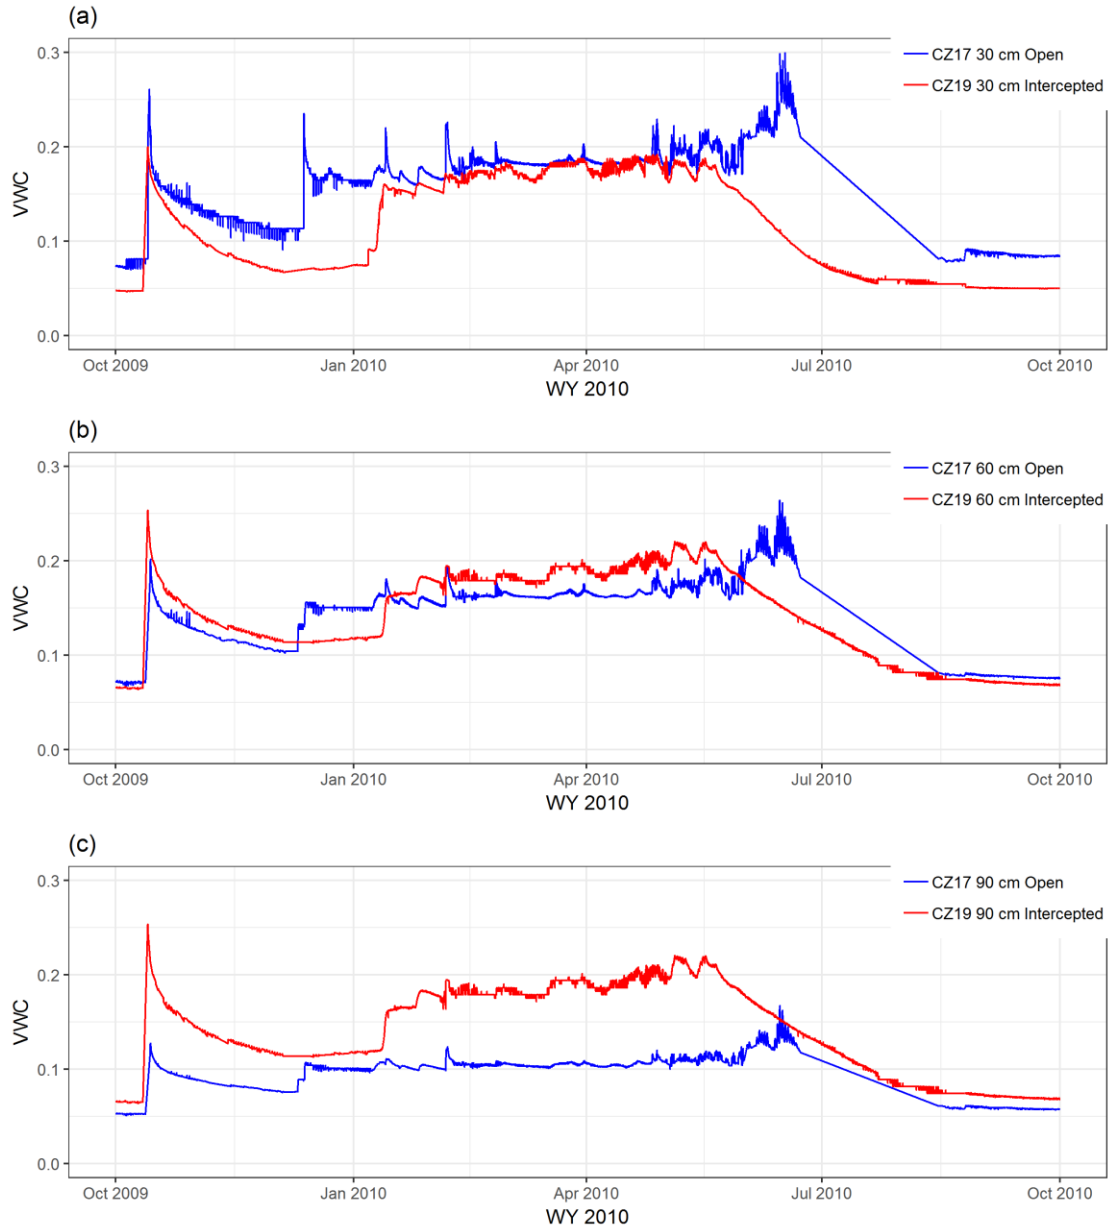 (a)
CZ17 30 cm Open
CZ19 30 cm Intercepted
VWC
0.3
0.2
0.1
0.0
Oct 2009 Jan 2010 Apr 2010 Jul 2010 Oct 2010
WY 2010
(b)
CZ17 60 cm Open
CZ19 60 cm Intercepted
VWC
0.3
0.2
0.1
0.0
Oct 2009 Jan 2010 Apr 2010 Jul 2010 Oct 2010
WY 2010
(c)
CZ17 90 cm Open
CZ19 90 cm Intercepted
VWC
0.3
0.2
0.1
0.0
Oct 2009 Jan 2010 Apr 2010 Jul 2010 Oct 2010
WY 2010